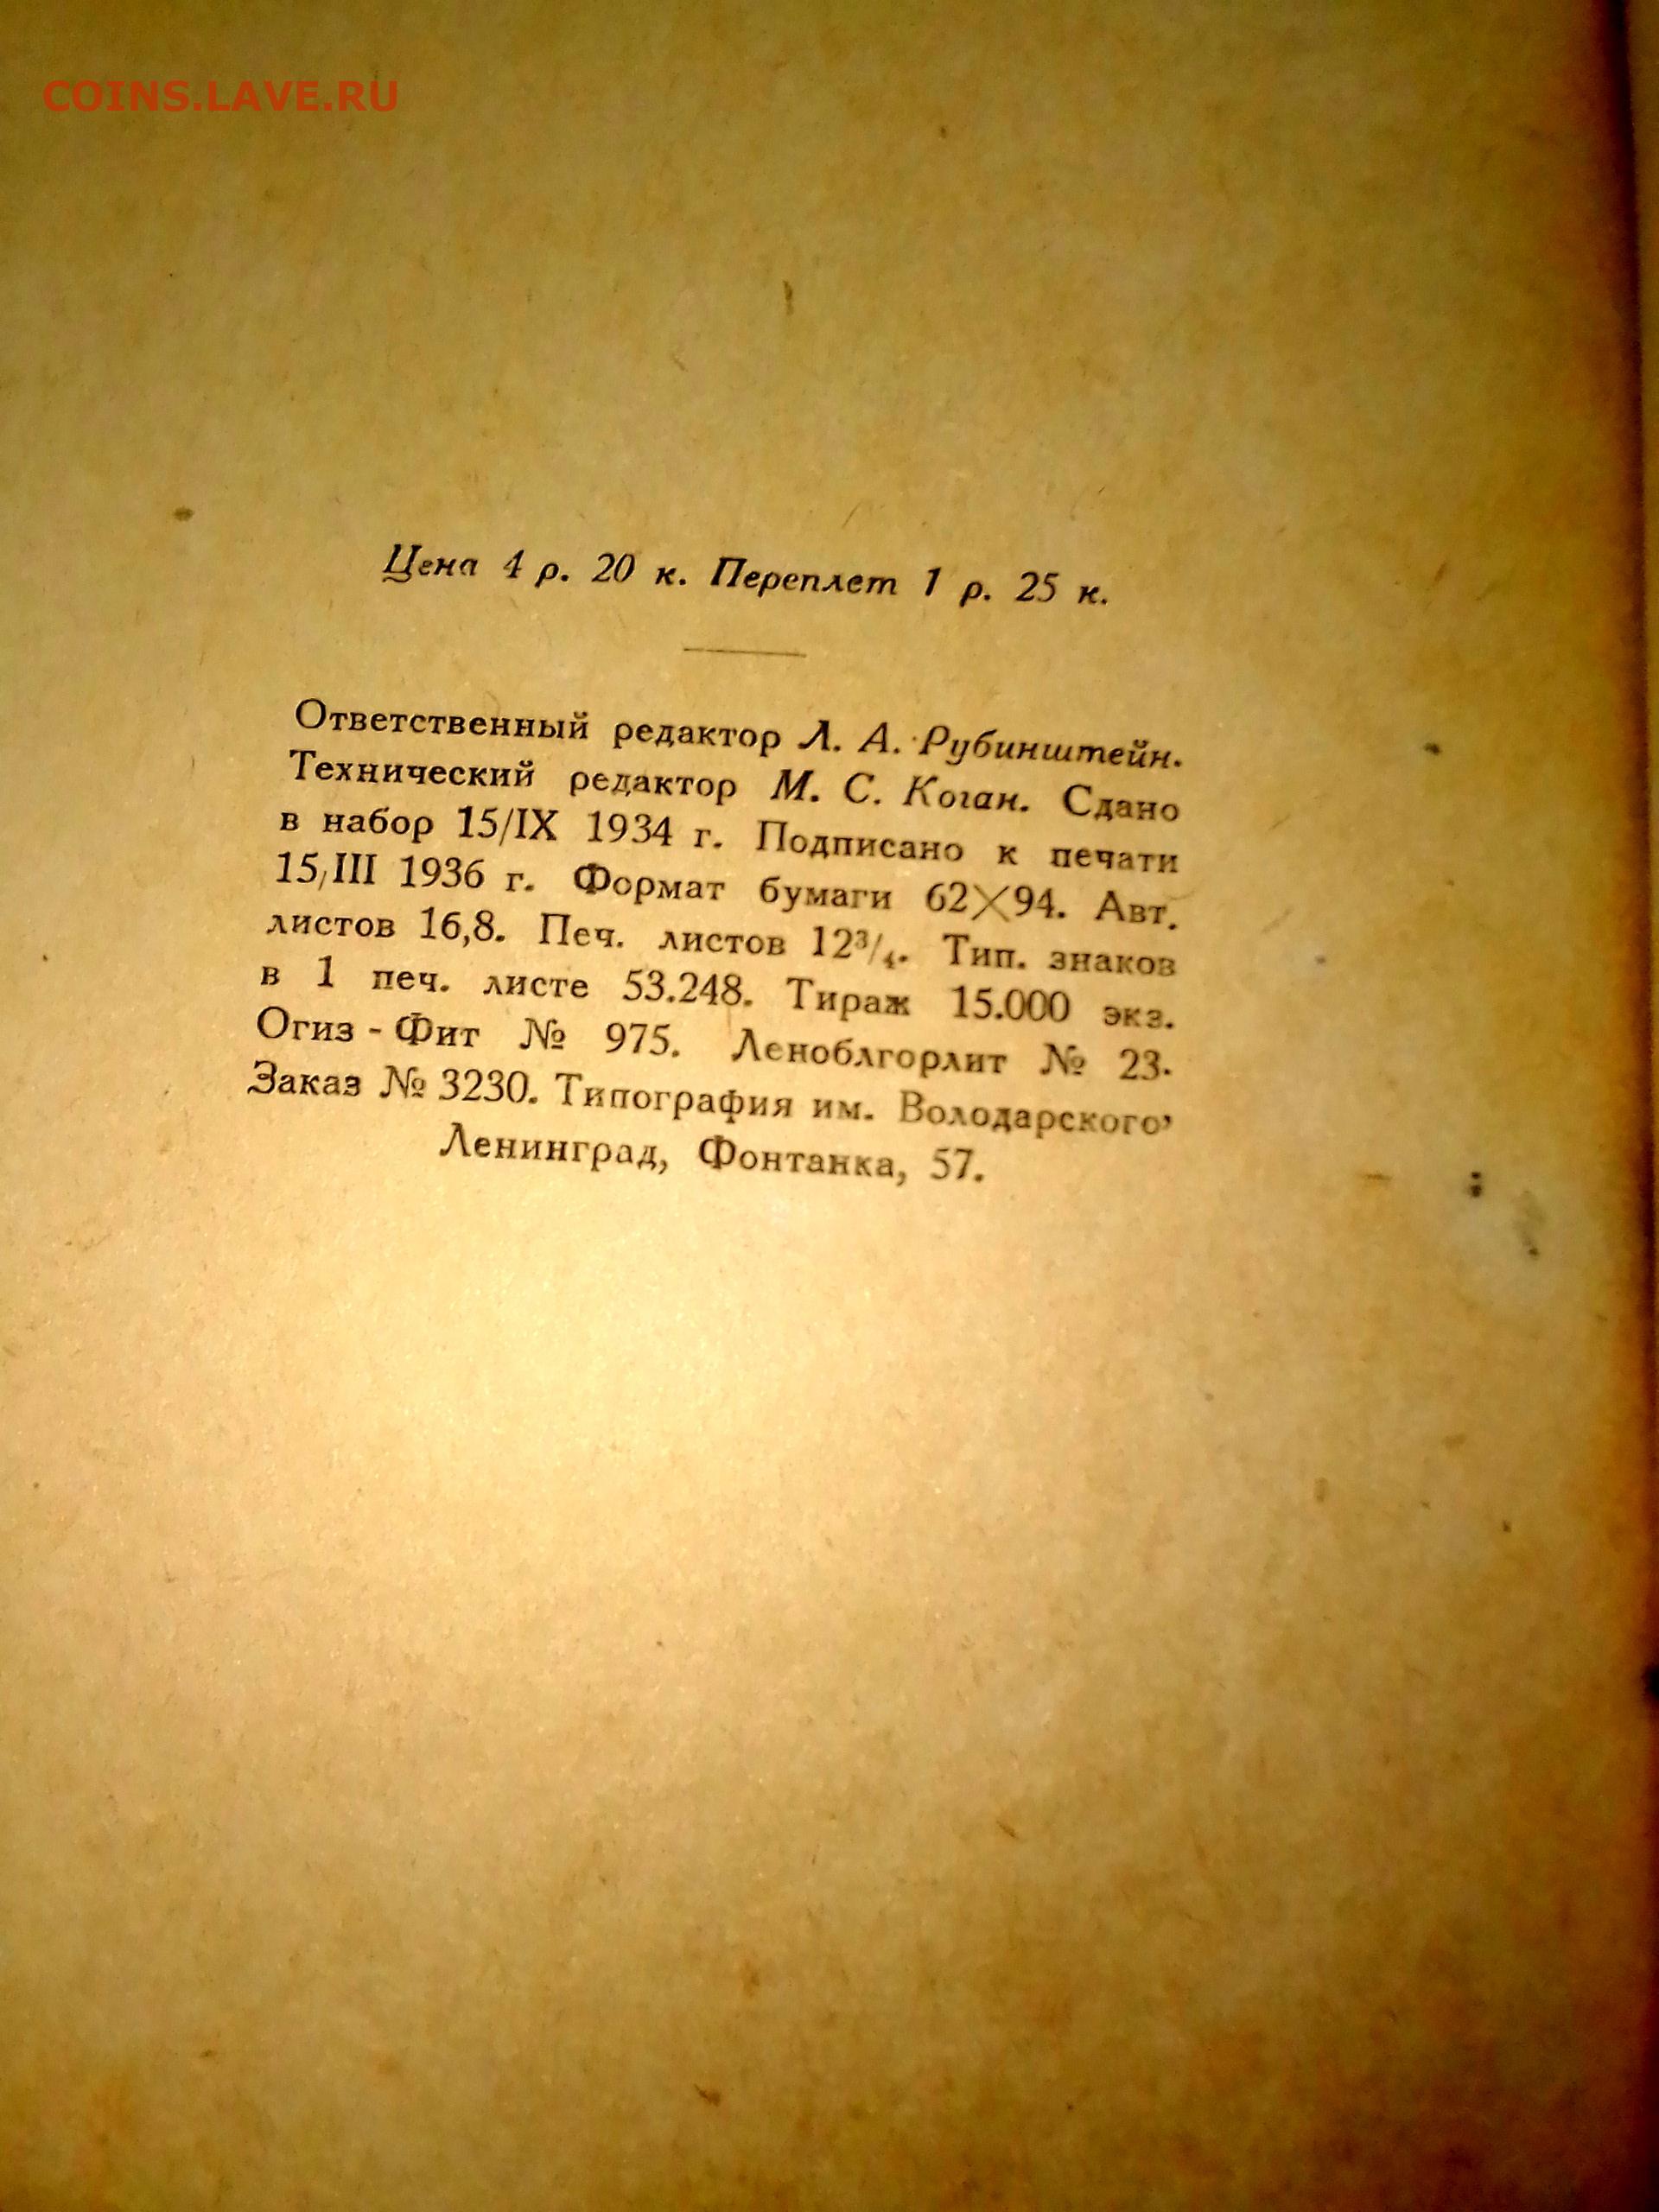 COINS.LAVE.RU
Цена 4 р. 20 к. Переплет 1 р. 25 к.
Ответственный редактор Л. А. Рубинштейн.
Технический редактор М. С. Коган. Сдано
в набор 15/IX 1934 г. Подписано к печати
15/III 1936 г. Формат бумаги 62×94. Авт.
листов 16,8. Печ. листов 12³/₄. Тип. знаков
в 1 печ. листе 53.248. Тираж 15.000 экз.
Огиз - Фит № 975. Леноблгорлит № 23.
Заказ № 3230. Типография им. Володарского,
Ленинград, Фонтанка, 57.